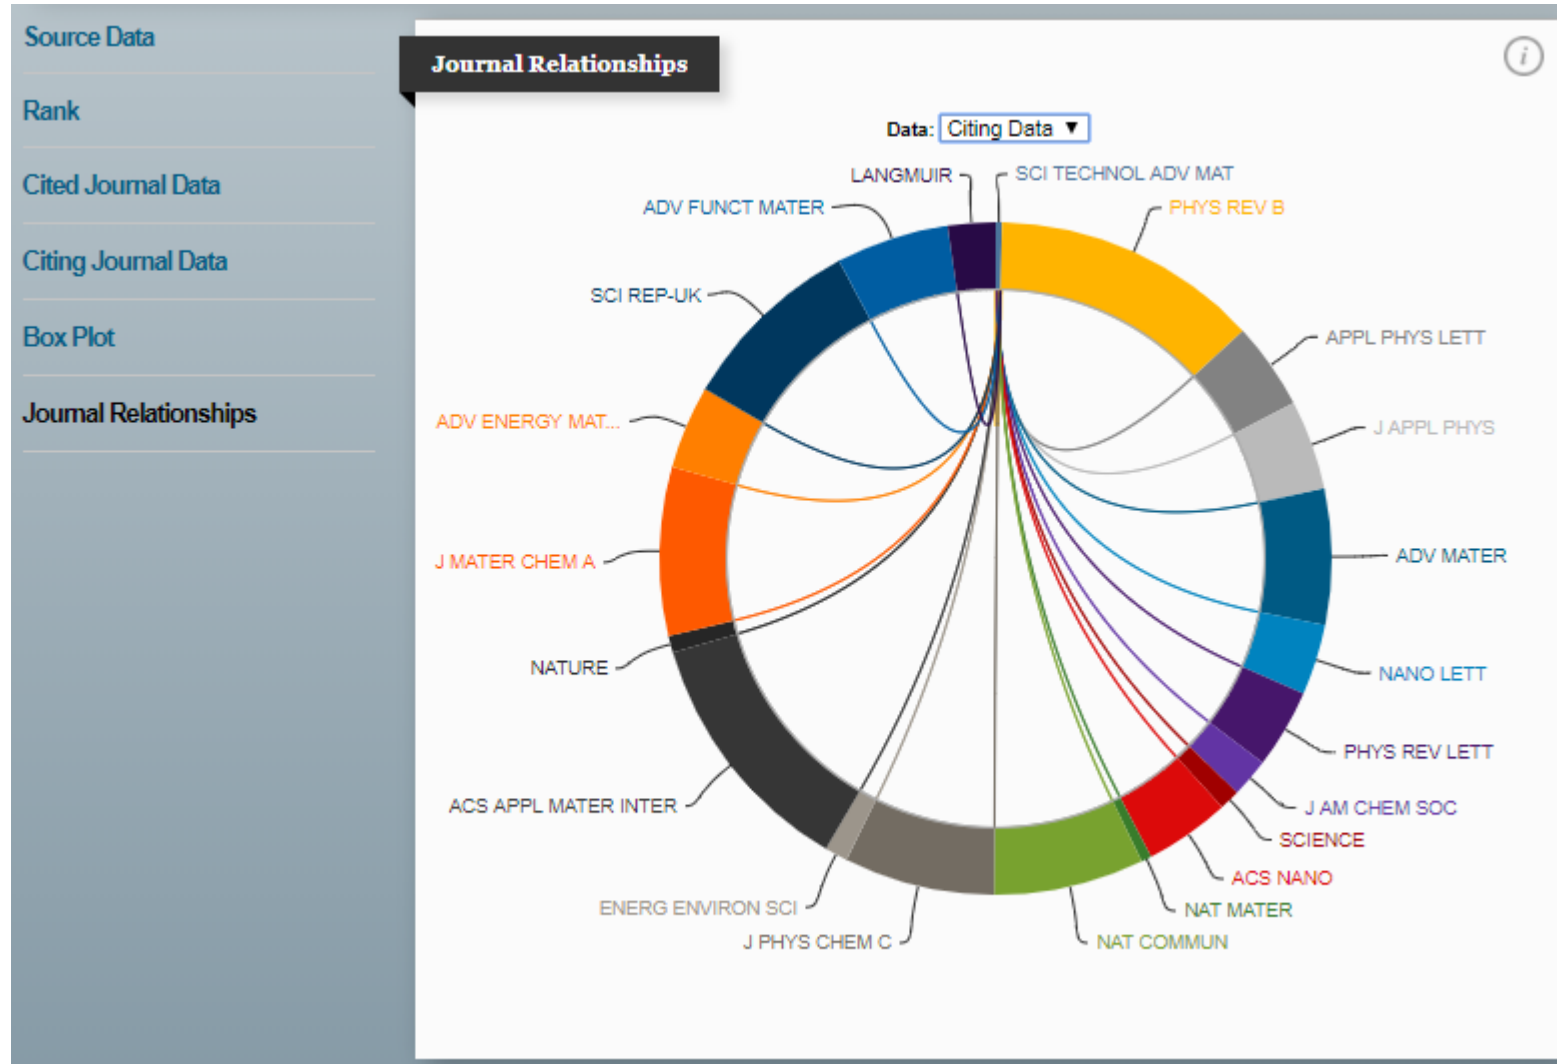 Source Data
Rank
Cited Journal Data
Citing Journal Data
Box Plot
Journal Relationships
Journal Relationships
i
Data: Citing Data ▼
LANGMUIR
SCI TECHNOL ADV MAT
ADV FUNCT MATER
PHYS REV B
SCI REP-UK
APPL PHYS LETT
ADV ENERGY MAT...
J APPL PHYS
J MATER CHEM A
ADV MATER
NATURE
NANO LETT
PHYS REV LETT
ACS APPL MATER INTER
J AM CHEM SOC
SCIENCE
ACS NANO
ENERG ENVIRON SCI
NAT MATER
J PHYS CHEM C
NAT COMMUN